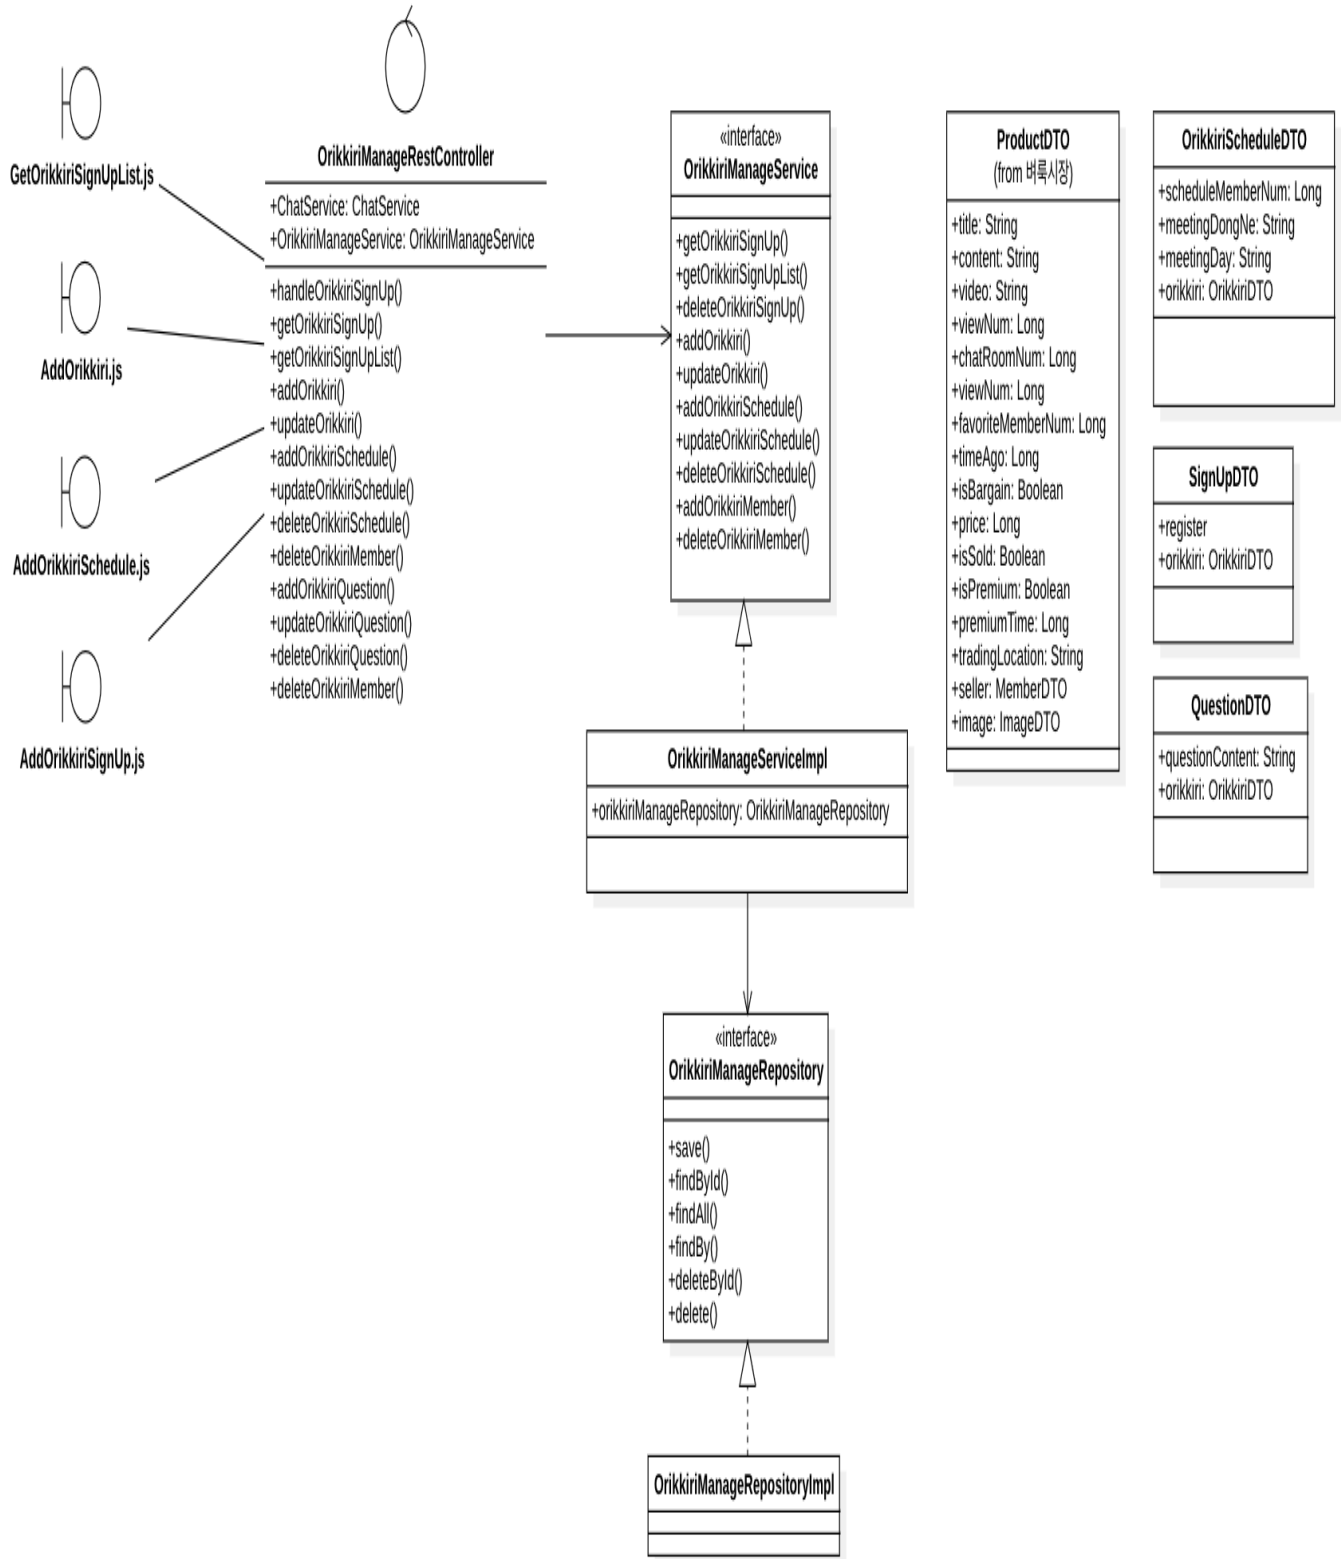 GetOrikkiriSignUpList.js
AddOrikkiri.js
AddOrikkiriSchedule.js
AddOrikkiriSignUp.js
OrikkiriManageRestController
+ChatService: ChatService
+OrikkiriManageService: OrikkiriManageService
+handleOrikkiriSignUp()
+getOrikkiriSignUp()
+getOrikkiriSignUpList()
+addOrikkiri()
+updateOrikkiri()
+addOrikkiriSchedule()
+updateOrikkiriSchedule()
+deleteOrikkiriSchedule()
+deleteOrikkiriMember()
+addOrikkiriQuestion()
+updateOrikkiriQuestion()
+deleteOrikkiriQuestion()
+deleteOrikkiriMember()
«interface»
OrikkiriManageService
+getOrikkiriSignUp()
+getOrikkiriSignUpList()
+deleteOrikkiriSignUp()
+addOrikkiri()
+updateOrikkiri()
+addOrikkiriSchedule()
+updateOrikkiriSchedule()
+deleteOrikkiriSchedule()
+addOrikkiriMember()
+deleteOrikkiriMember()
OrikkiriManageServiceImpl
+orikkiriManageRepository: OrikkiriManageRepository
«interface»
OrikkiriManageRepository
+save()
+findById()
+findAll()
+findBy()
+deleteById()
+delete()
OrikkiriManageRepositoryImpl
ProductDTO
(from 벼룩시장)
+title: String
+content: String
+video: String
+viewNum: Long
+chatRoomNum: Long
+viewNum: Long
+favoriteMemberNum: Long
+timeAgo: Long
+isBargain: Boolean
+price: Long
+isSold: Boolean
+isPremium: Boolean
+premiumTime: Long
+tradingLocation: String
+seller: MemberDTO
+image: ImageDTO
OrikkiriScheduleDTO
+scheduleMemberNum: Long
+meetingDongNe: String
+meetingDay: String
+orikkiri: OrikkiriDTO
SignUpDTO
+register
+orikkiri: OrikkiriDTO
QuestionDTO
+questionContent: String
+orikkiri: OrikkiriDTO